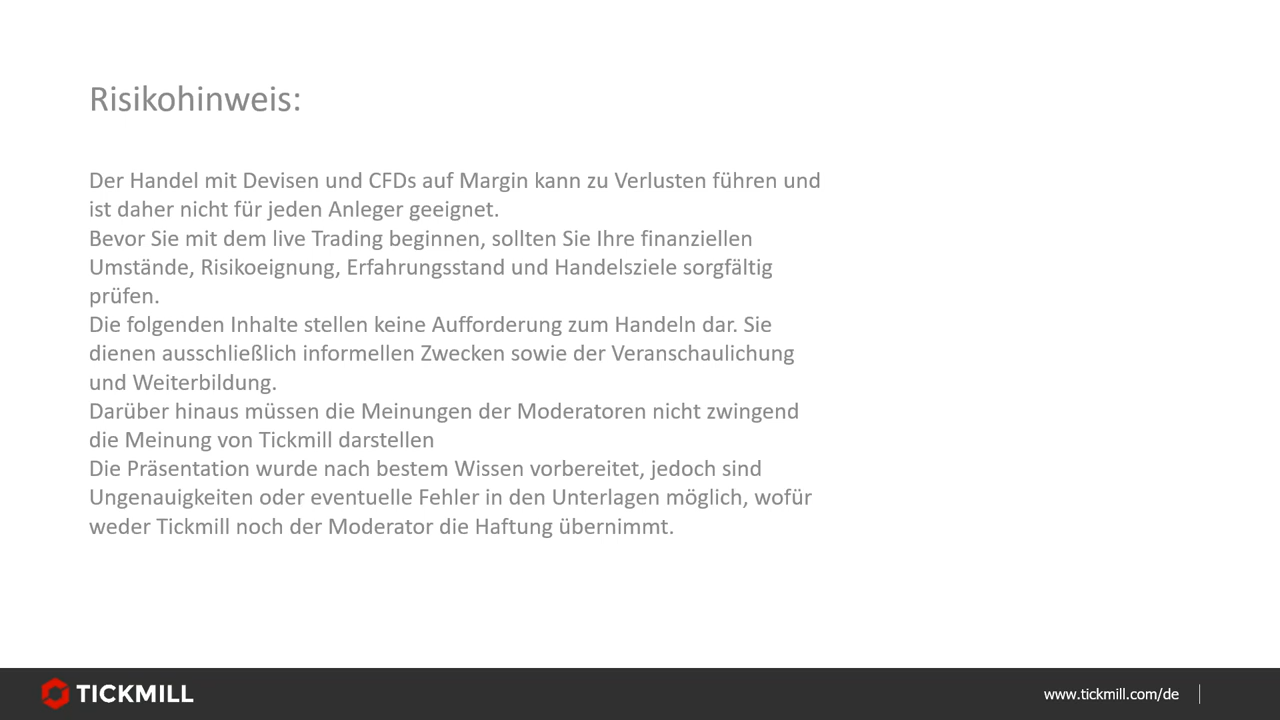 Risikohinweis:
Der Handel mit Devisen und CFDs auf Margin kann zu Verlusten führen und
ist daher nicht für jeden Anleger geeignet.
Bevor Sie mit dem live Trading beginnen, sollten Sie Ihre finanziellen
Umstände, Risikoeignung, Erfahrungsstand und Handelsziele sorgfältig
prüfen.
Die folgenden Inhalte stellen keine Aufforderung zum Handeln dar. Sie
dienen ausschließlich informellen Zwecken sowie der Veranschaulichung
und Weiterbildung.
Darüber hinaus müssen die Meinungen der Moderatoren nicht zwingend
die Meinung von Tickmill darstellen
Die Präsentation wurde nach bestem Wissen vorbereitet, jedoch sind
Ungenauigkeiten oder eventuelle Fehler in den Unterlagen möglich, wofür
weder Tickmill noch der Moderator die Haftung übernimmt.
TICKMILL
www.tickmill.com/de